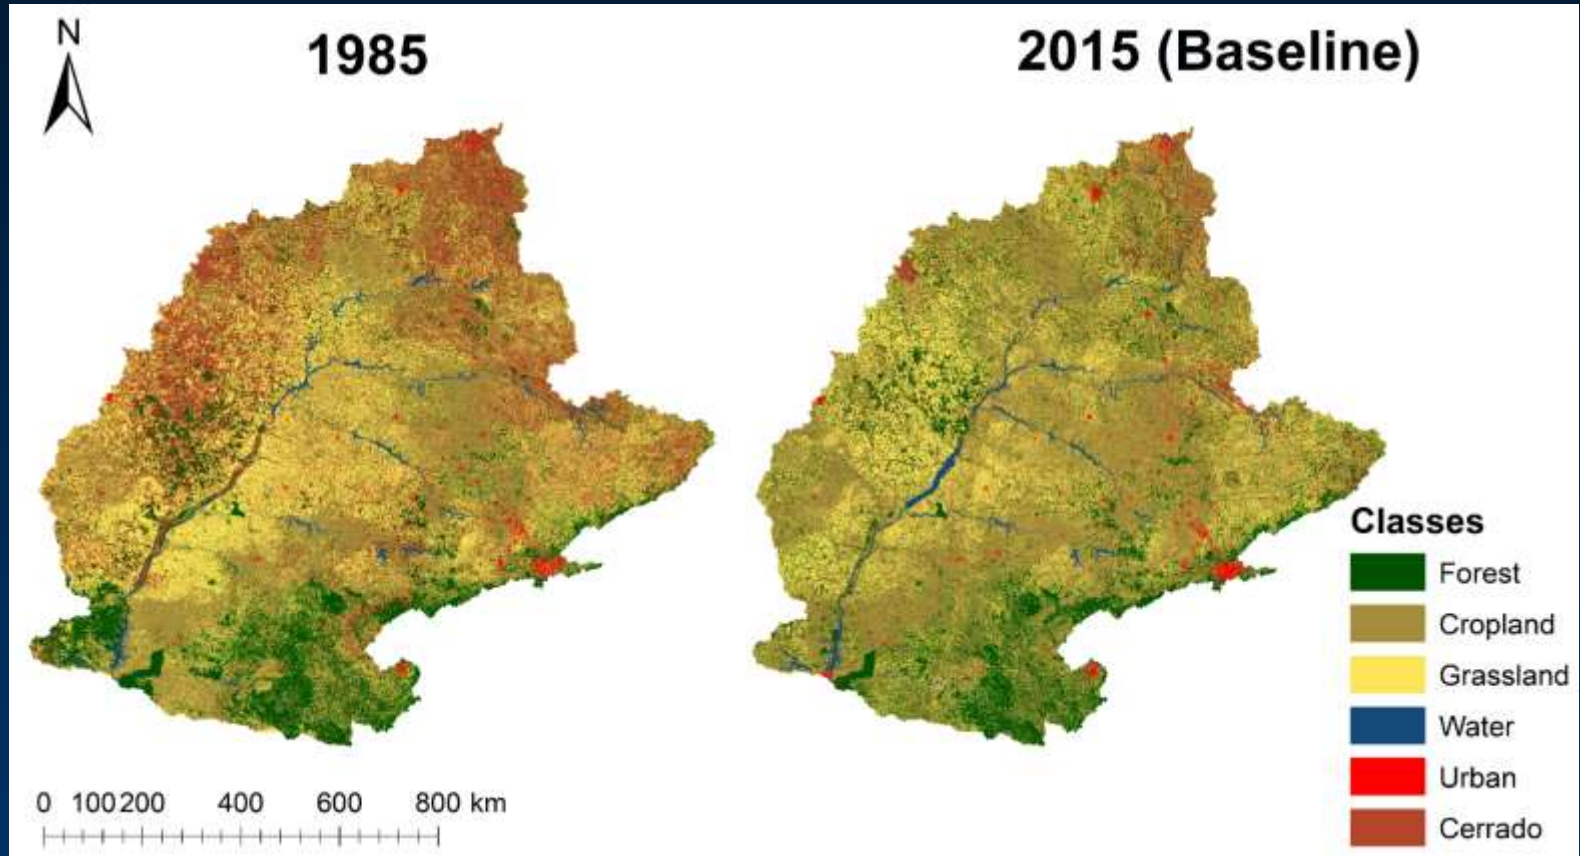 N
1985
2015 (Baseline)
Classes
Forest
Cropland
Grassland
Water
Urban
Cerrado
0 100 200 400 600 800 km